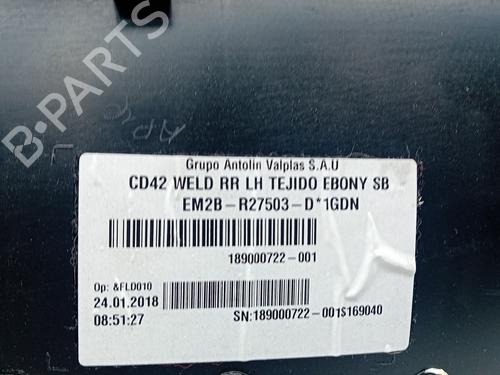 B-PARTS
Grupo Antolin Valplas S.A.U
CD42 WELD RR LH TEJIDO EBONY SB
EM2B-R27503-D*1GDN
189000722-001
Op: &FLD010
24.01.2018
08:51:27
SN:189000722-001S169040